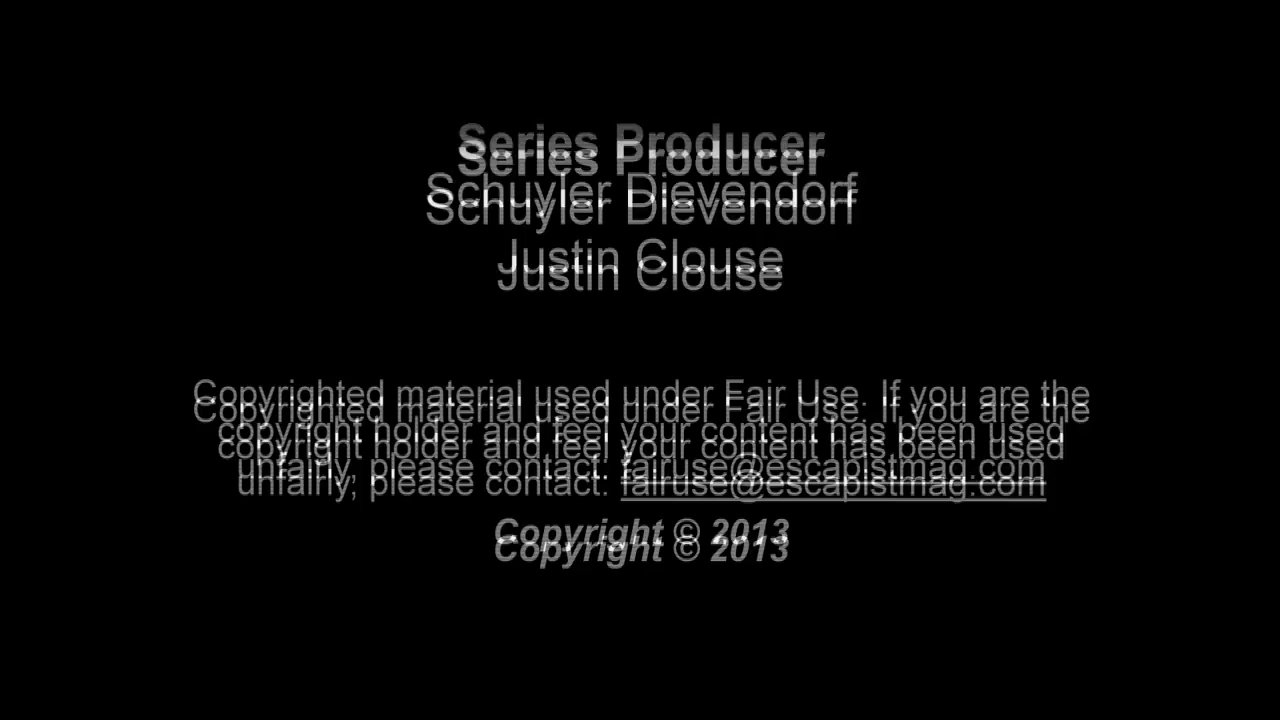 Series Producer
Schuyler Dievendorf
Justin Clouse
Copyrighted material used under Fair Use. If you are the
copyright holder and feel your content has been used
unfairly, please contact: fairuse@escapistmag.com
Copyright © 2013